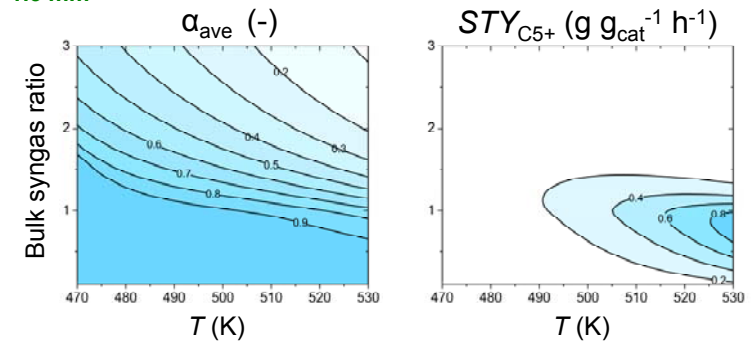 α_ave (-)
STY_C5+ (g g_cat^-1 h^-1)
Bulk syngas ratio
3
2
1
470 480 490 500 510 520 530
T (K)
0.2
0.4
0.3
0.6
0.5
0.7
0.8
0.9
3
2
1
470 480 490 500 510 520 530
T (K)
0.4
0.6
0.8
0.2